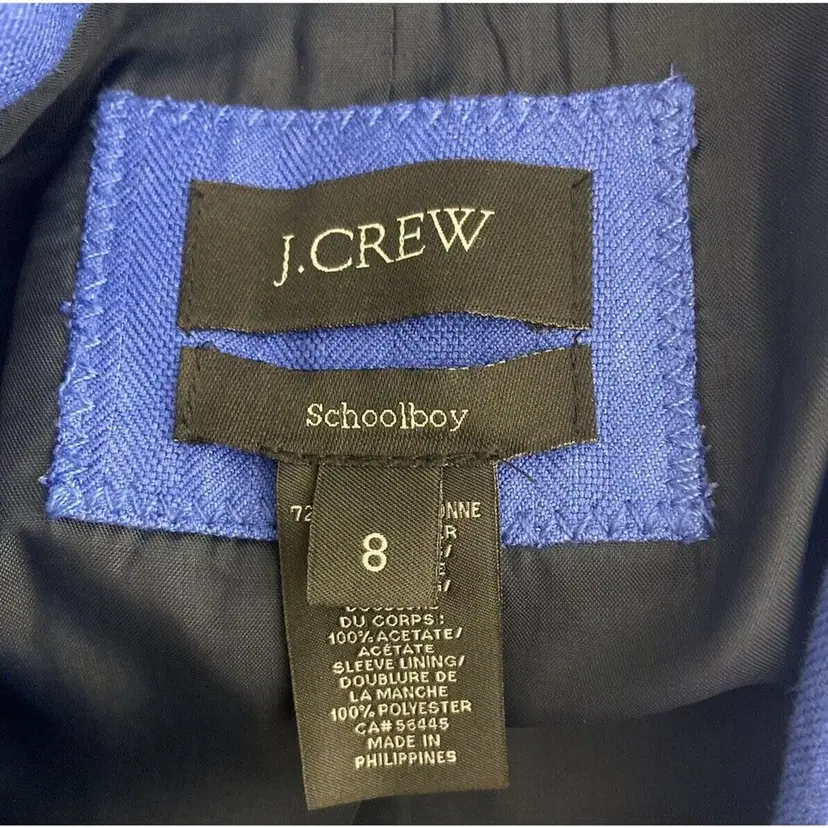 J.CREW
Schoolboy
8
72
DU CORPS:
100% ACETATE/
ACÉTATE
SLEEVE LINING/
DOUBLURE DE
LA MANCHE
100% POLYESTER
CA# 56445
MADE IN
PHILIPPINES